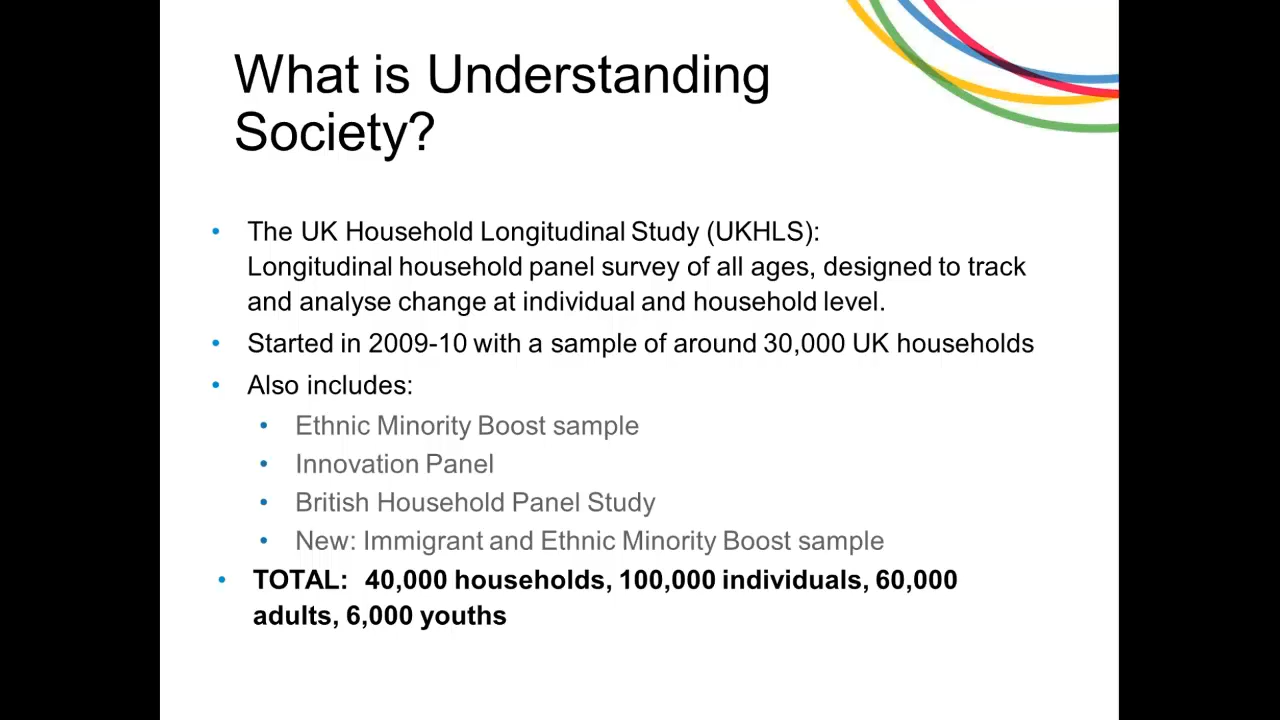 What is Understanding
Society?
• The UK Household Longitudinal Study (UKHLS):
Longitudinal household panel survey of all ages, designed to track
and analyse change at individual and household level.
• Started in 2009-10 with a sample of around 30,000 UK households
• Also includes:
• Ethnic Minority Boost sample
• Innovation Panel
• British Household Panel Study
• New: Immigrant and Ethnic Minority Boost sample
• TOTAL: 40,000 households, 100,000 individuals, 60,000
adults, 6,000 youths